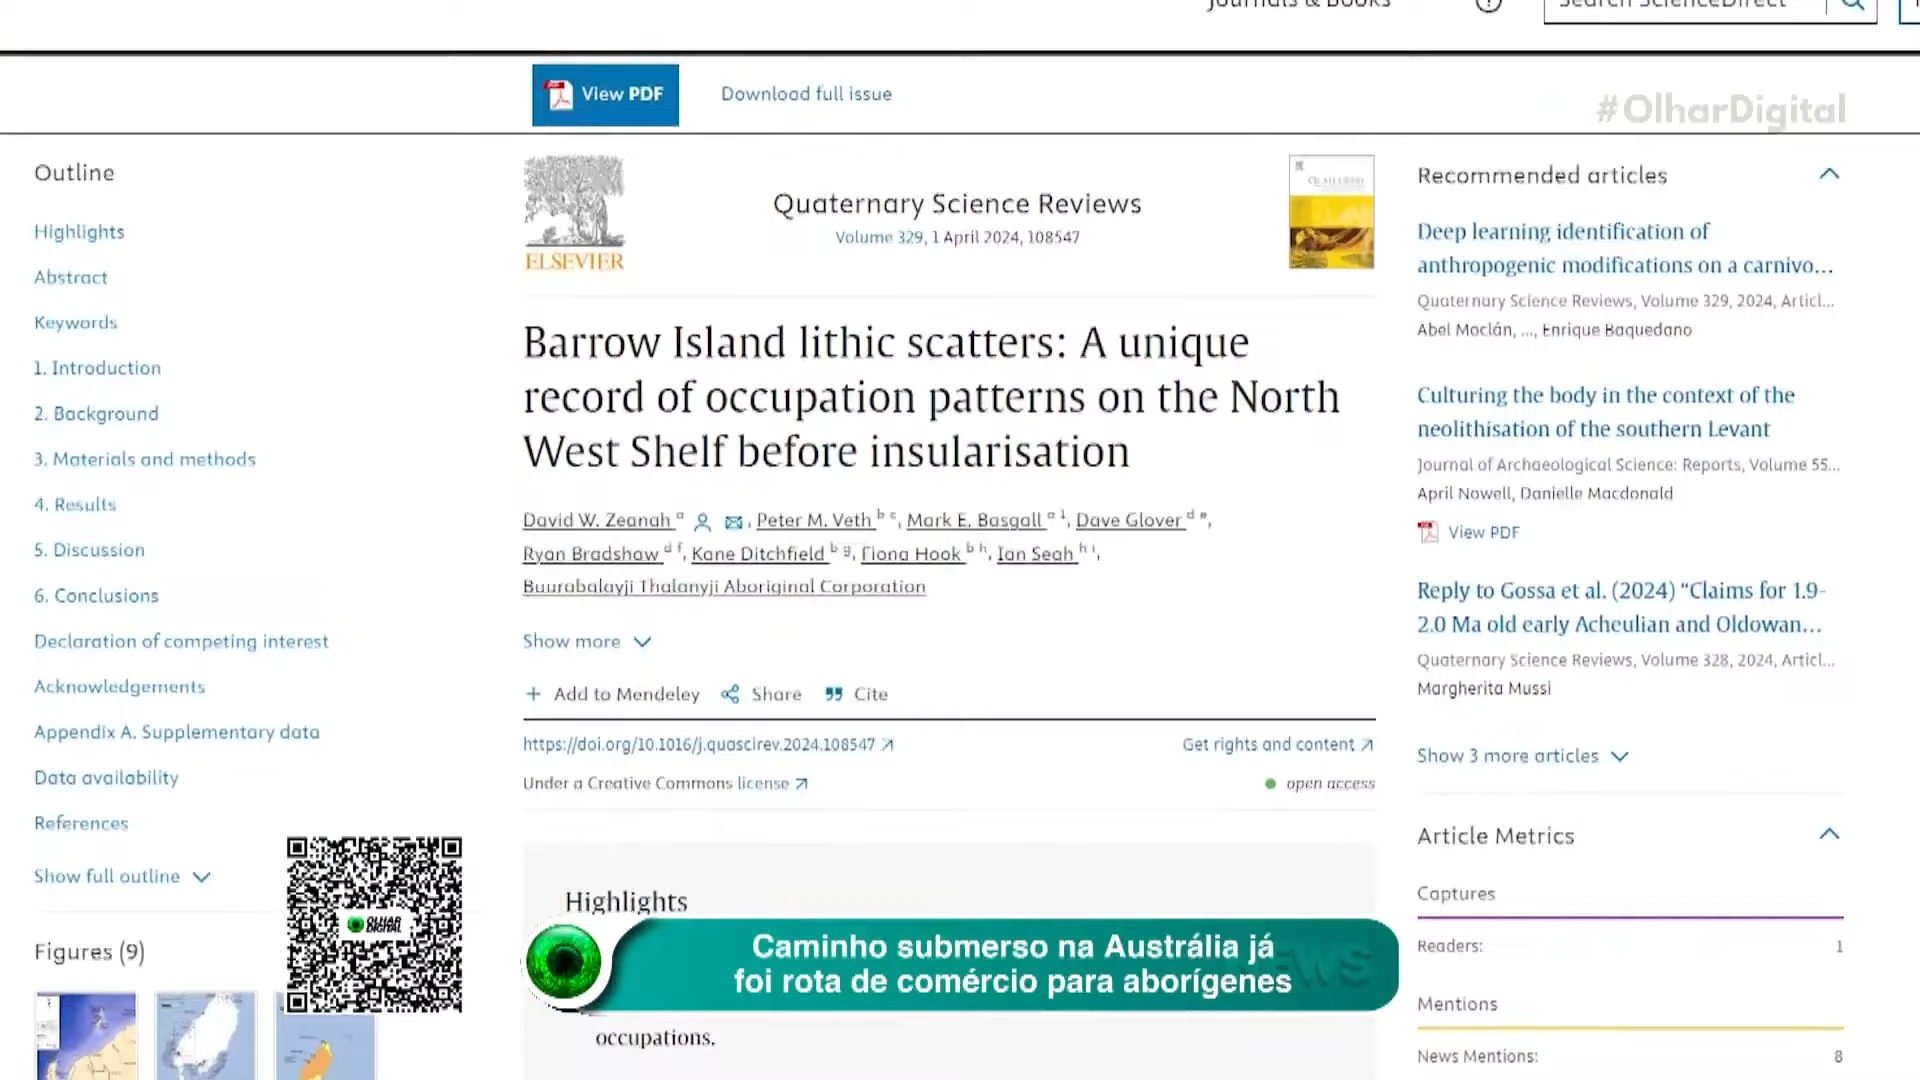 Journals & Books
Search ScienceDirect
View PDF
Download full issue
#OlharDigital
Outline
Highlights
Abstract
Keywords
1. Introduction
2. Background
3. Materials and methods
4. Results
5. Discussion
6. Conclusions
Declaration of competing interest
Acknowledgements
Appendix A. Supplementary data
Data availability
References
Show full outline
Figures (9)
OLHAR
DIGITAL
ELSEVIER
Quaternary Science Reviews
Volume 329, 1 April 2024, 108547
Barrow Island lithic scatters: A unique
record of occupation patterns on the North
West Shelf before insularisation
David W. Zeanah a, Peter M. Veth b c, Mark E. Basgall a 1, Dave Glover d e,
Ryan Bradshaw d f, Kane Ditchfield b g, Fiona Hook b h, Ian Seah h i,
Buurabalayji Thalanyji Aboriginal Corporation
Show more
+ Add to Mendeley Share Cite
https://doi.org/10.1016/j.quascirev.2024.108547
Get rights and content
Under a Creative Commons license
open access
Highlights
Caminho submerso na Austrália já
foi rota de comércio para aborígenes
NEWS
occupations.
Recommended articles
Deep learning identification of
anthropogenic modifications on a carnivo...
Quaternary Science Reviews, Volume 329, 2024, Articl...
Abel Moclán, ..., Enrique Baquedano
Culturing the body in the context of the
neolithisation of the southern Levant
Journal of Archaeological Science: Reports, Volume 55...
April Nowell, Danielle Macdonald
View PDF
Reply to Gossa et al. (2024) “Claims for 1.9-
2.0 Ma old early Acheulian and Oldowan...
Quaternary Science Reviews, Volume 328, 2024, Articl...
Margherita Mussi
Show 3 more articles
Article Metrics
Captures
Readers: 1
Mentions
News Mentions: 8